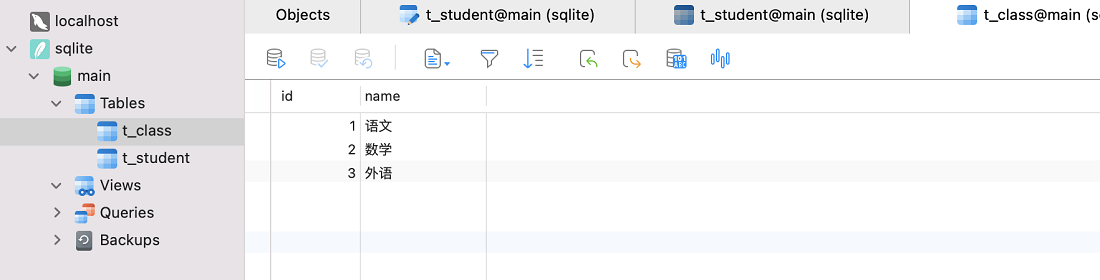 Objects
t_student@main (sqlite)
t_student@main (sqlite)
t_class@main (s
localhost
sqlite
main
Tables
t_class
t_student
Views
Queries
Backups
id name
1 语文
2 数学
3 外语